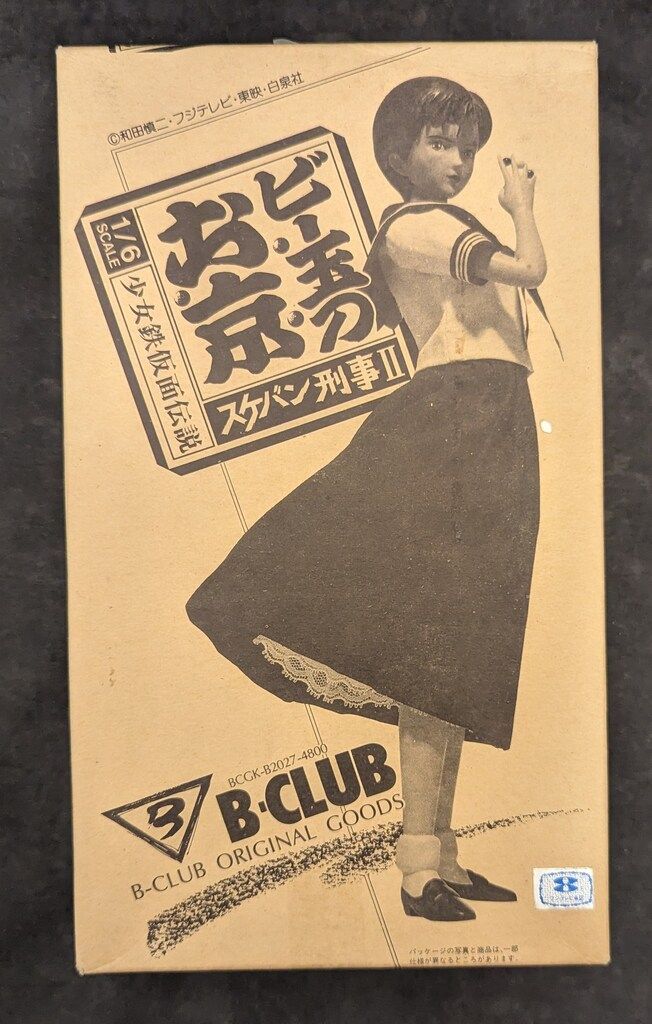 ©和田慎二・フジテレビ・東映・白泉社
1/6
SCALE
ビー玉の
お京
少女鉄仮面伝説
スケバン刑事II
BCGK-B2027-4800
B-CLUB
B-CLUB ORIGINAL GOODS
パッケージの写真と商品は、一部
仕様が異なるところがあります。